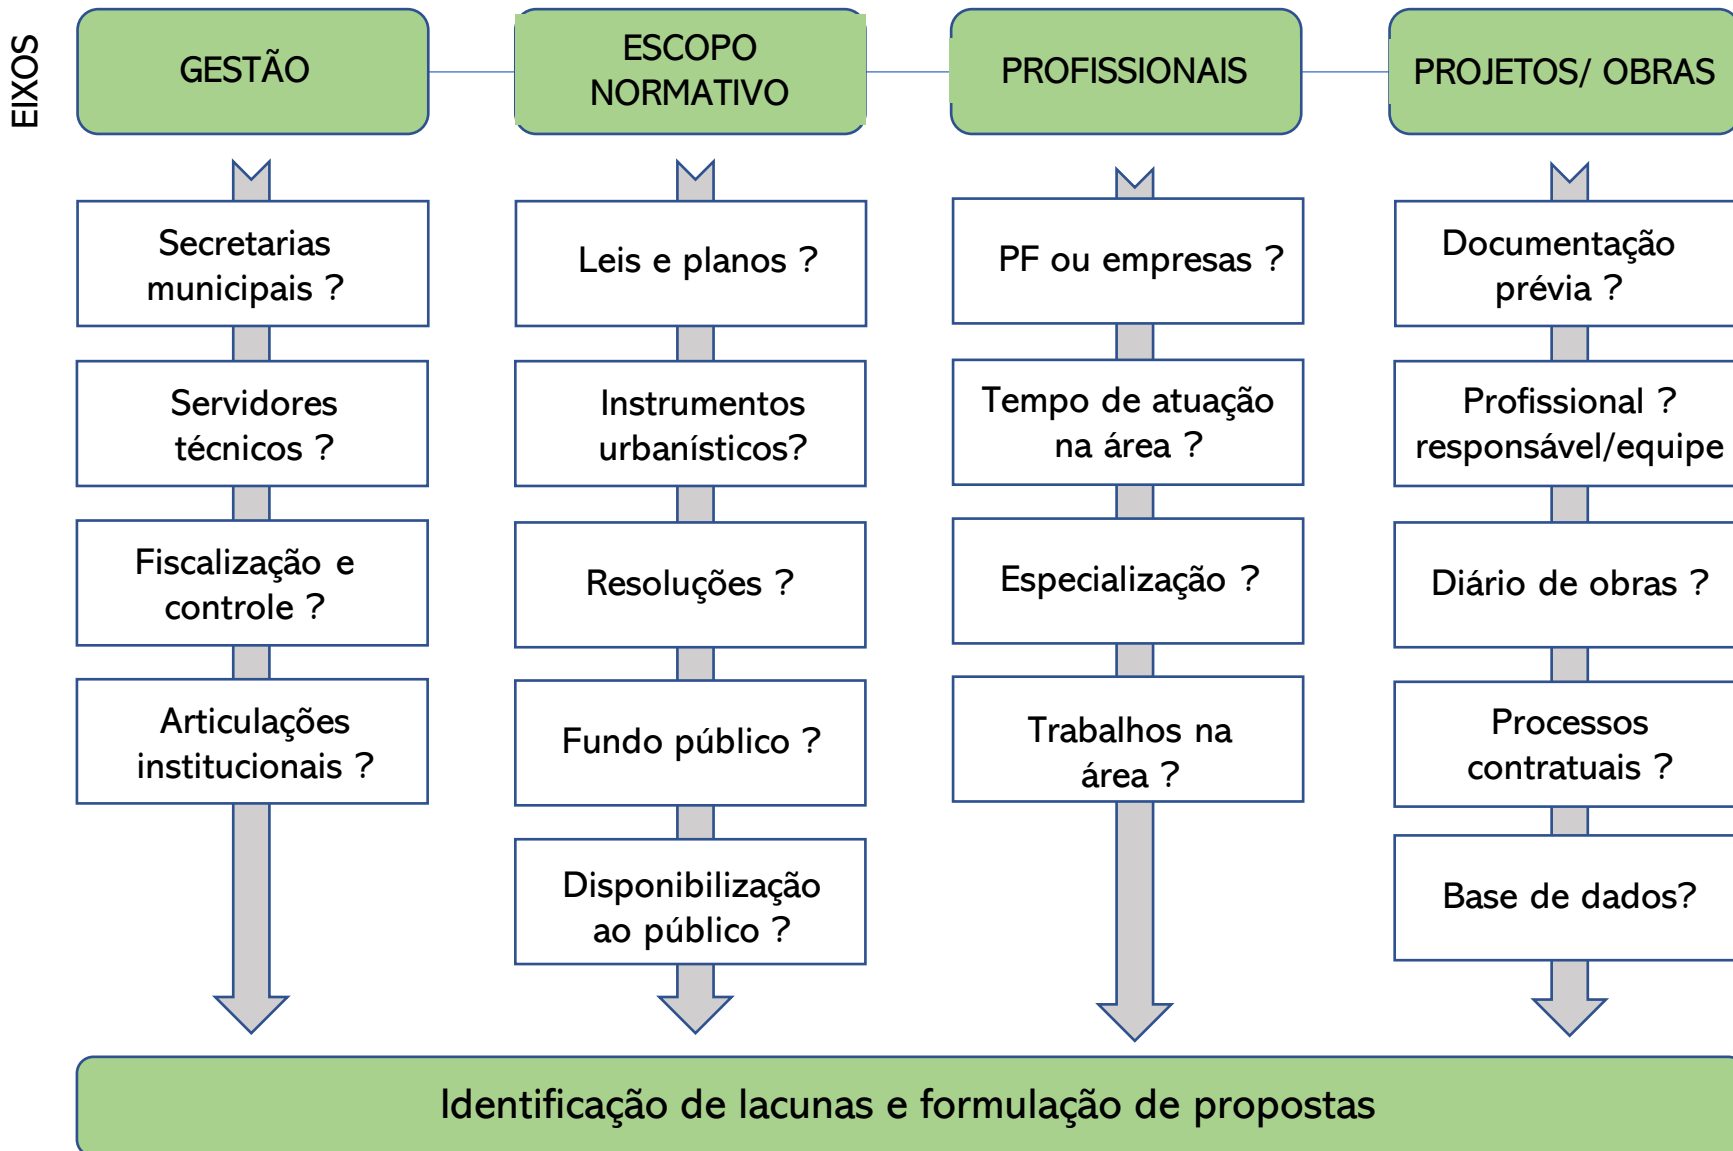 EIXOS
GESTÃO
ESCOPO
NORMATIVO
PROFISSIONAIS
PROJETOS/ OBRAS
Secretarias
municipais ?
Servidores
técnicos ?
Fiscalização e
controle ?
Articulações
institucionais ?
Leis e planos ?
Instrumentos
urbanísticos?
Resoluções ?
Fundo público ?
Disponibilização
ao público ?
PF ou empresas ?
Tempo de atuação
na área ?
Especialização ?
Trabalhos na
área ?
Documentação
prévia ?
Profissional ?
responsável/equipe
Diário de obras ?
Processos
contratuais ?
Base de dados?
Identificação de lacunas e formulação de propostas